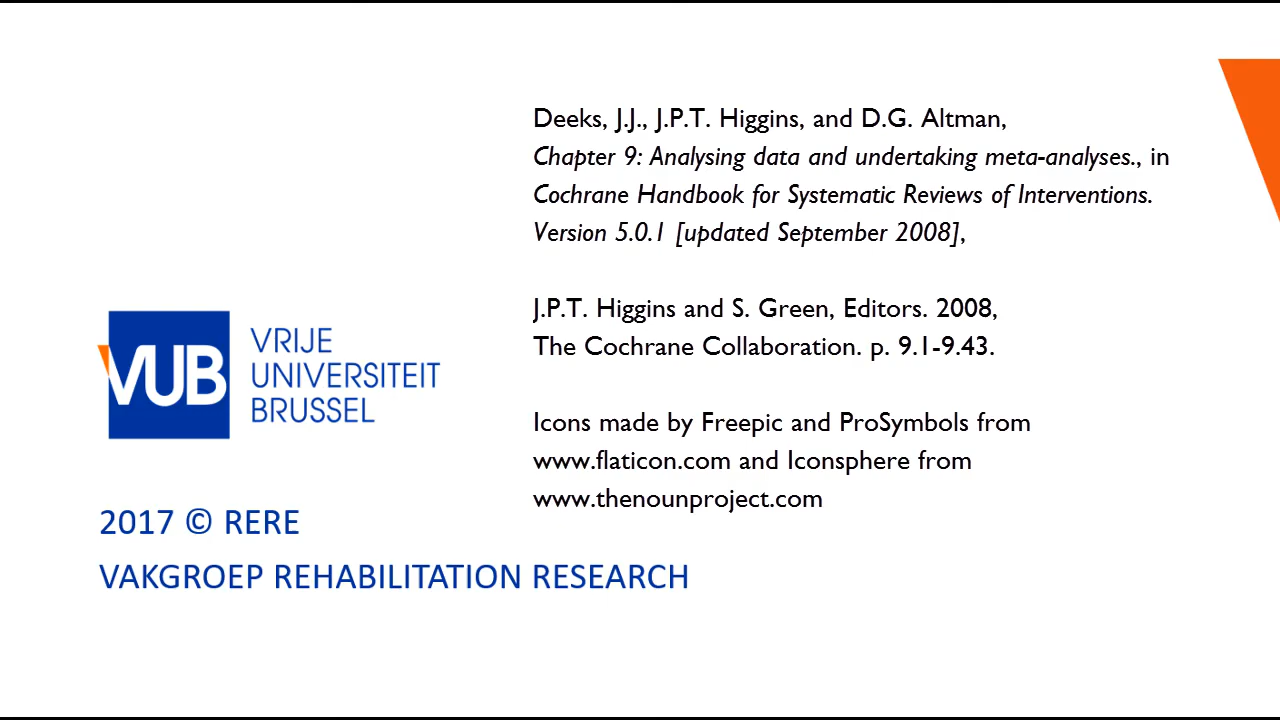 Deeks, J.J., J.P.T. Higgins, and D.G. Altman,
Chapter 9: Analysing data and undertaking meta-analyses., in
Cochrane Handbook for Systematic Reviews of Interventions.
Version 5.0.1 [updated September 2008],
J.P.T. Higgins and S. Green, Editors. 2008,
The Cochrane Collaboration. p. 9.1-9.43.
Icons made by Freepic and ProSymbols from
www.flaticon.com and Iconsphere from
www.thenounproject.com
VUB
VRIJE
UNIVERSITEIT
BRUSSEL
2017 © RERE
VAKGROEP REHABILITATION RESEARCH